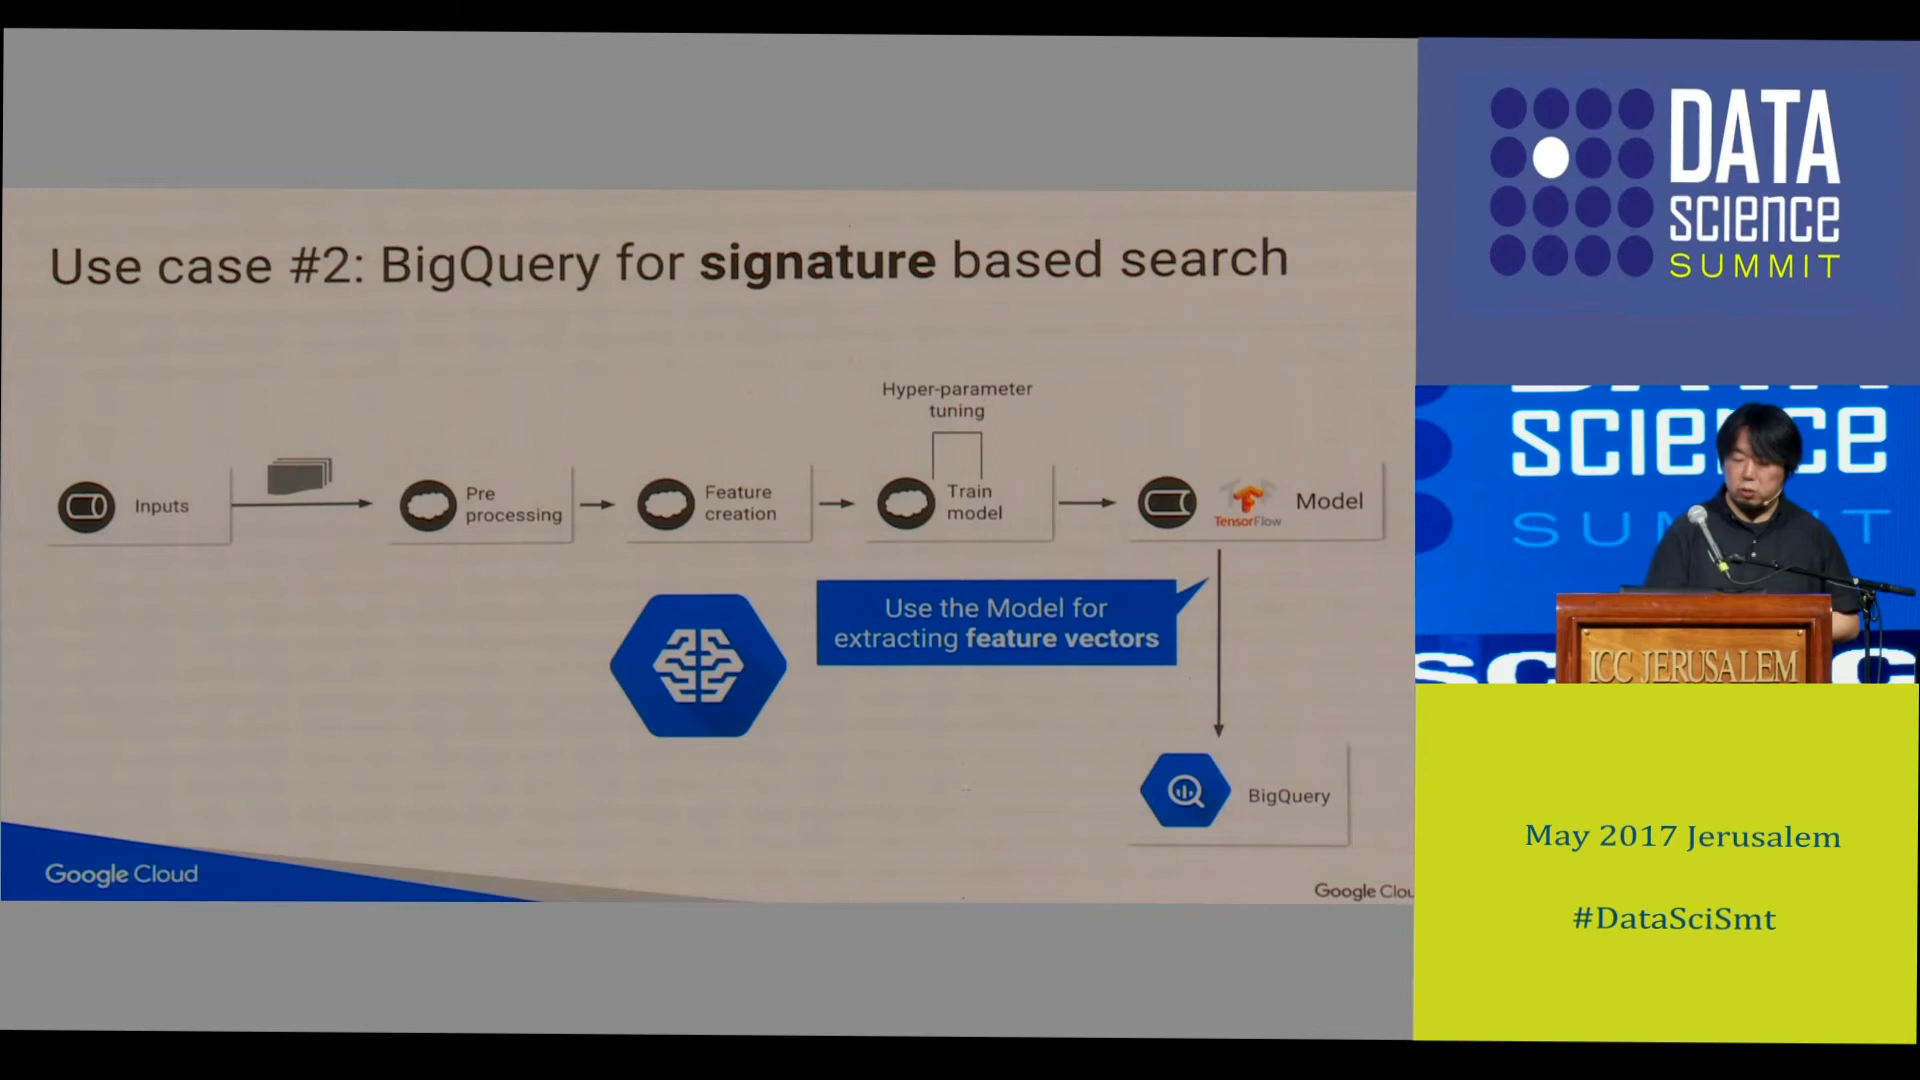 Use case #2: BigQuery for signature based search
Hyper-parameter
tuning
Inputs
Pre
processing
Feature
creation
Train
model
TensorFlow
Model
Use the Model for
extracting feature vectors
BigQuery
Google Cloud
Google Clou
DATA
SCIENCE
SUMMIT
ICC JERUSALEM
May 2017 Jerusalem
#DataSciSmt